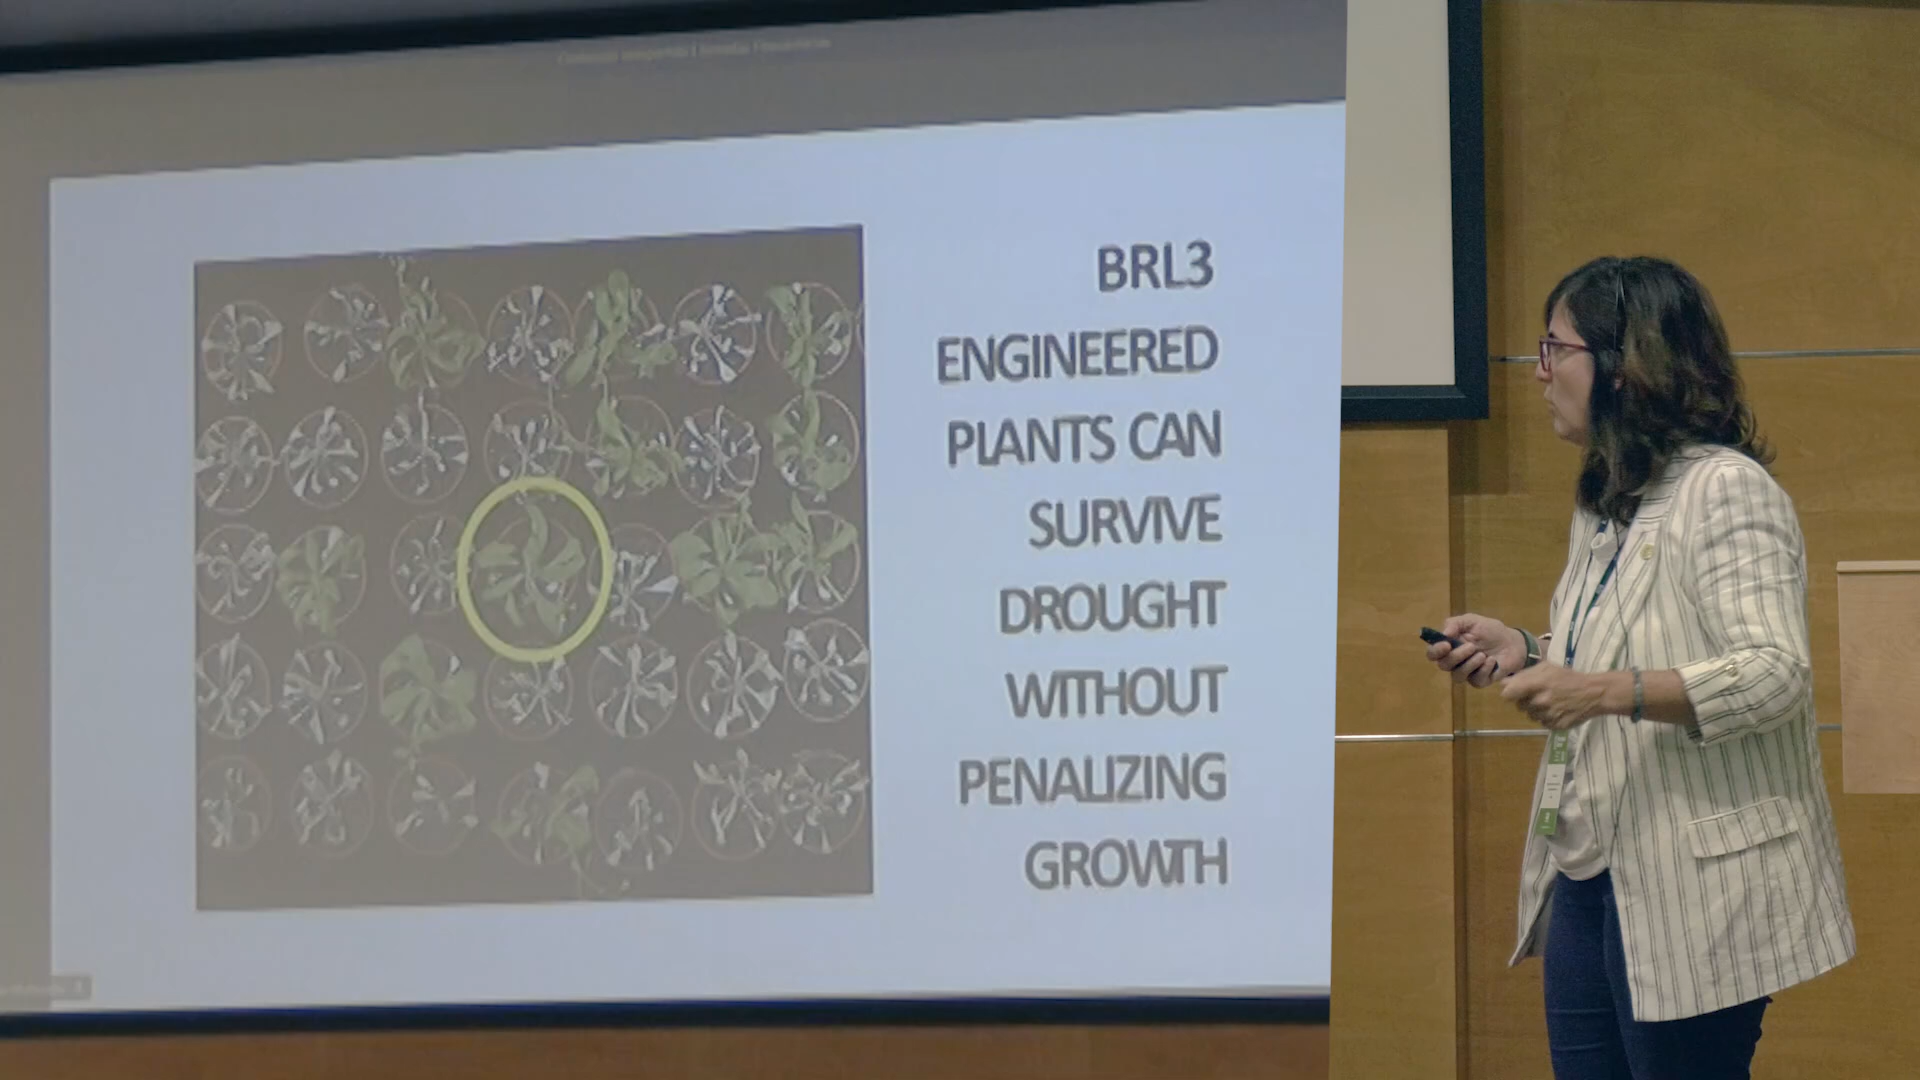 BRL3
ENGINEERED
PLANTS CAN
SURVIVE
DROUGHT
WITHOUT
PENALIZING
GROWTH